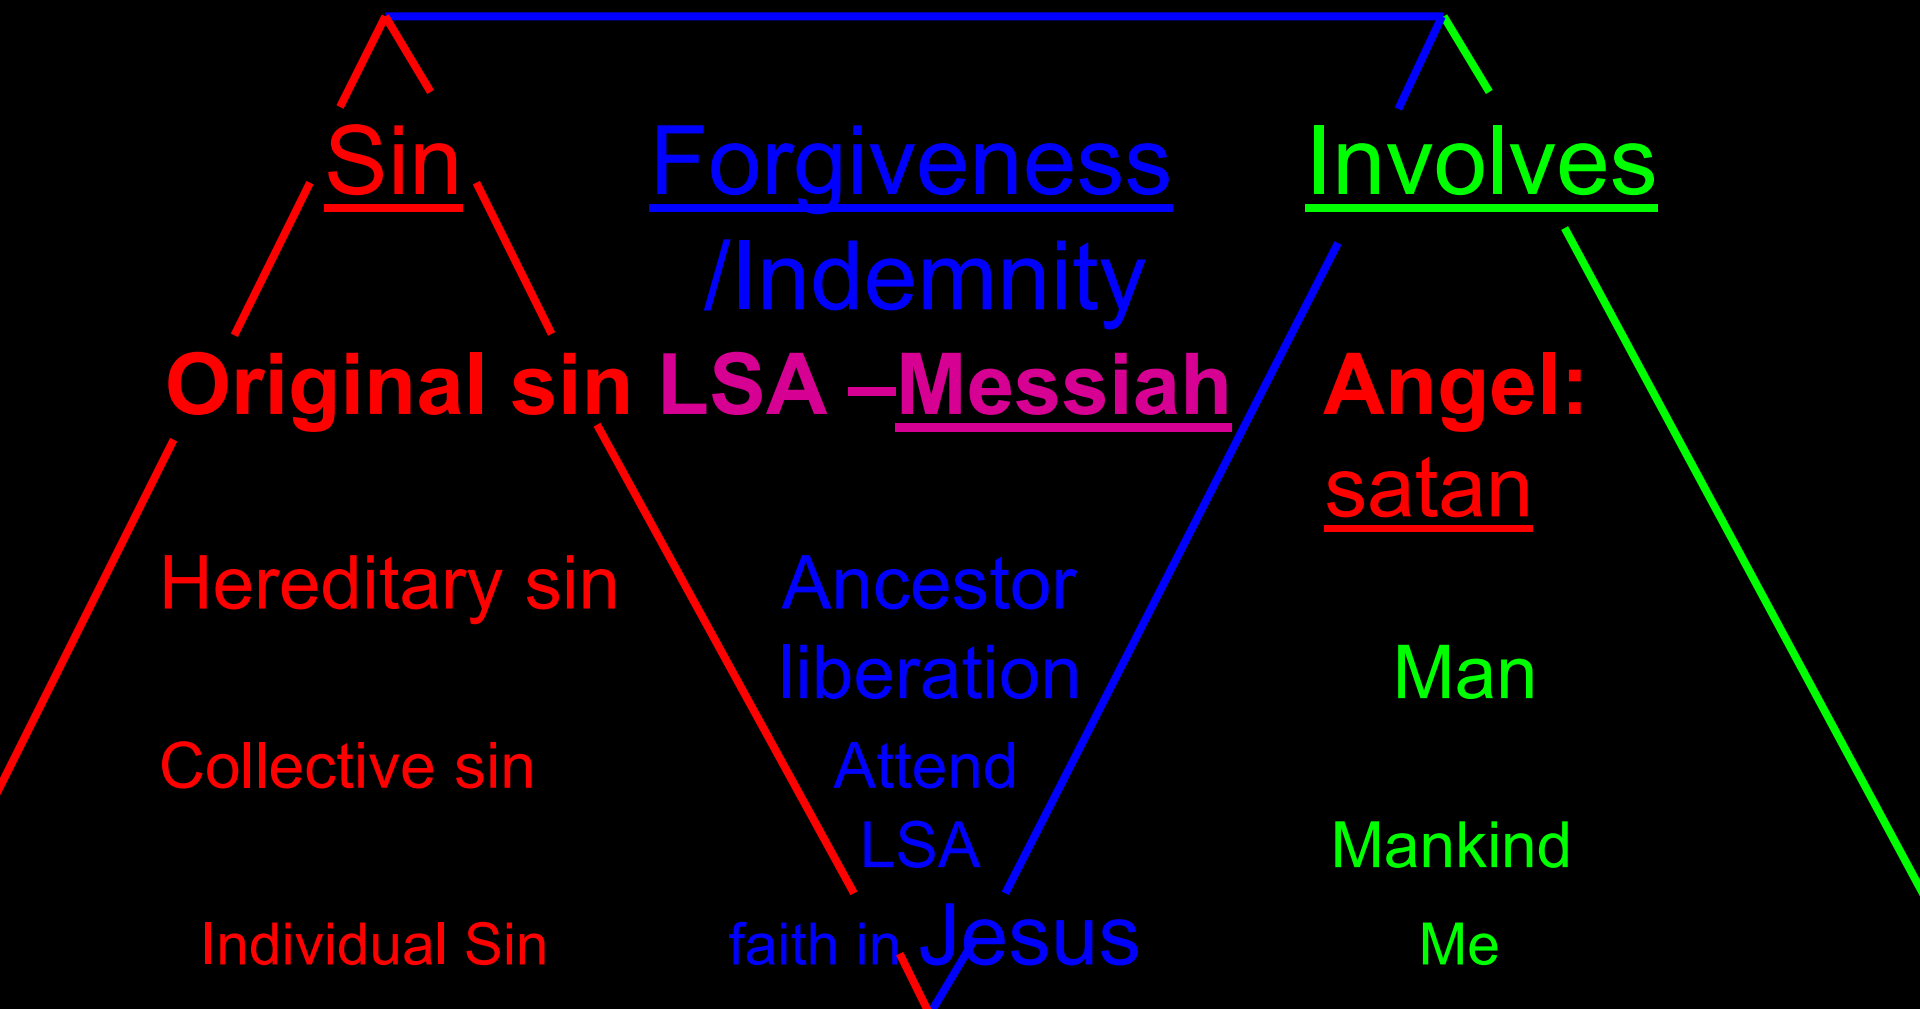 Sin Forgiveness Involves
/Indemnity
Original sin LSA –Messiah Angel:
satan
Hereditary sin Ancestor
liberation Man
Collective sin Attend
LSA Mankind
Individual Sin faith in Jesus Me